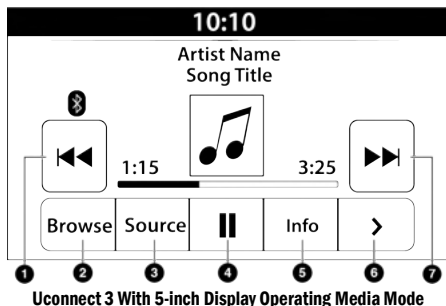 10:10
Artist Name
Song Title
1:15 3:25
Browse Source Info >
1 2 3 4 5 6 7
Uconnect 3 With 5-inch Display Operating Media Mode